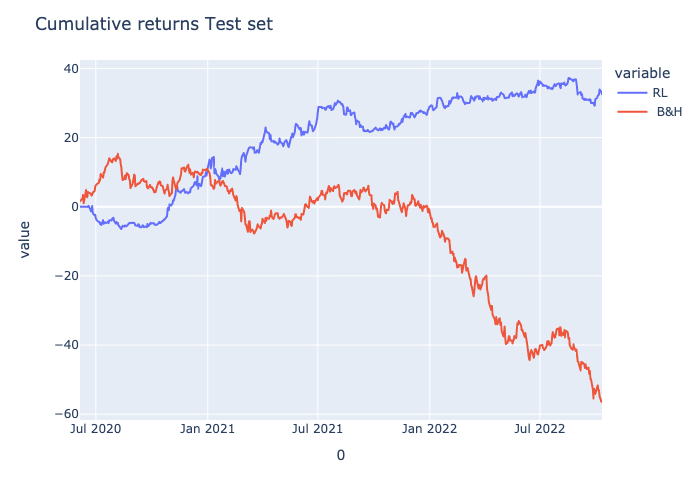 Cumulative returns Test set
variable
RL
B&H
value
40
20
0
−20
−40
−60
Jul 2020
Jan 2021
Jul 2021
Jan 2022
Jul 2022
0